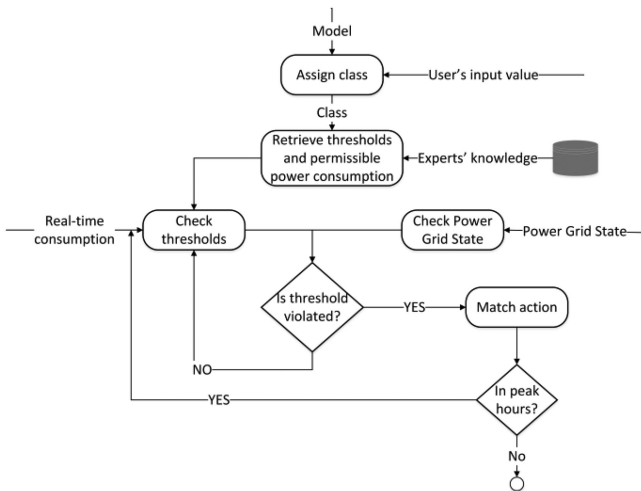 Model
Assign class
User's input value
Class
Retrieve thresholds
and permissible
power consumption
Experts' knowledge
Real-time
consumption
Check
thresholds
Check Power
Grid State
Power Grid State
Is threshold
violated?
YES
Match action
NO
YES
In peak
hours?
No